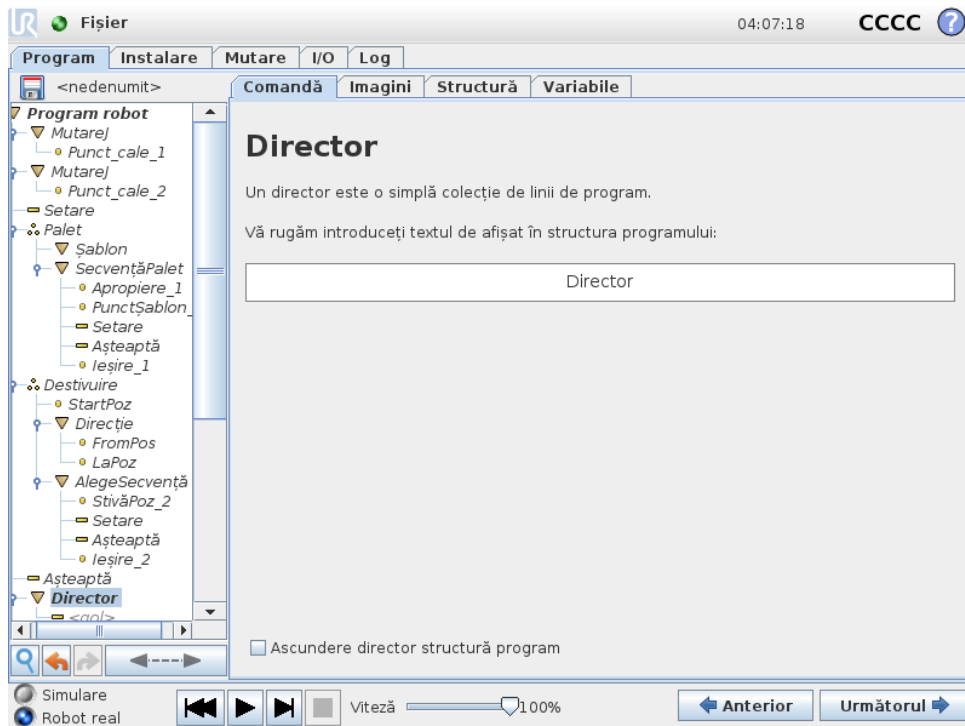 UR Fișier 04:07:18 CCCC ?
Program Instalare Mutare I/O Log
<nedenumit>
Comandă Imagini Structură Variabile
Program robot
MutareJ
Punct_cale_1
MutareJ
Punct_cale_2
Setare
Palet
Șablon
SecvențăPalet
Apropiere_1
PunctȘablon_
Setare
Așteaptă
Ieșire_1
Destivuire
StartPoz
Direcție
FromPos
LaPoz
AlegeSecvență
StivăPoz_2
Setare
Așteaptă
Ieșire_2
Așteaptă
Director
<gol>
Director
Un director este o simplă colecție de linii de program.
Vă rugăm introduceți textul de afișat în structura programului:
Director
Ascundere director structură program
Simulare
Robot real
Viteză 100%
Anterior
Următorul